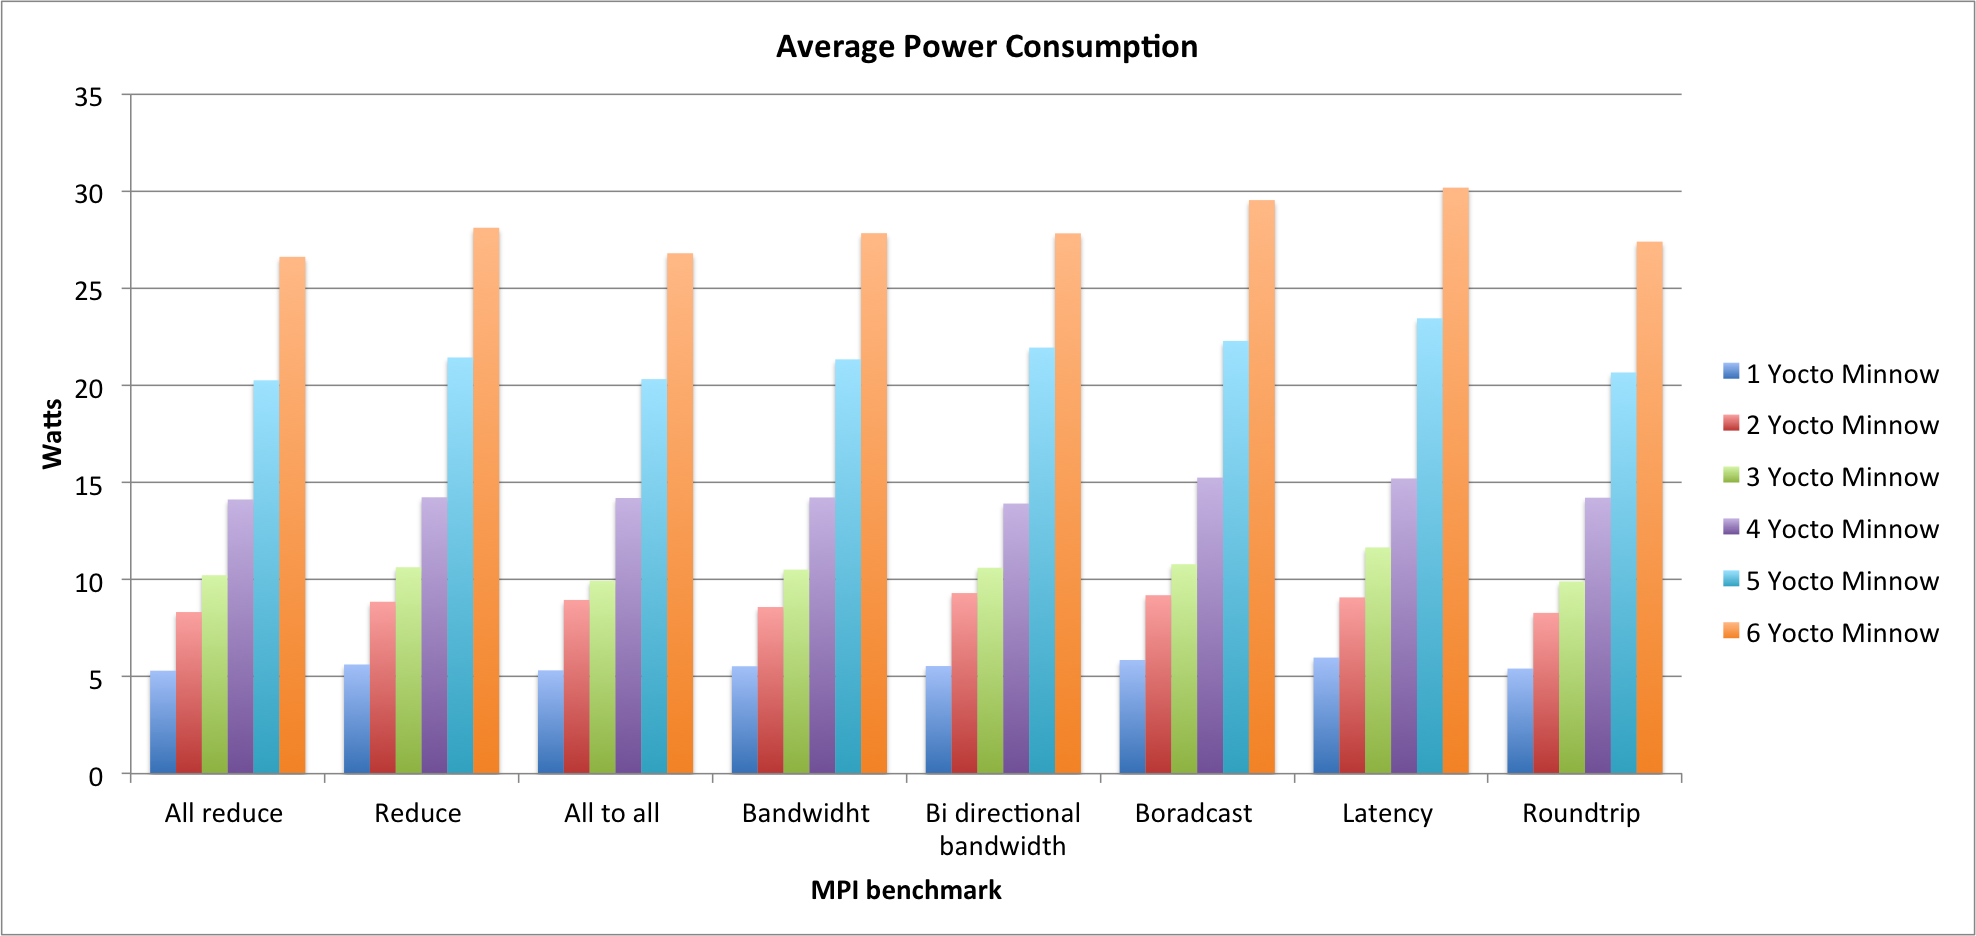 Average Power Consumption
35
30
25
20
15
10
5
0
Watts
All reduce
Reduce
All to all
Bandwidht
Bi directional
bandwidth
Boradcast
Latency
Roundtrip
MPI benchmark
1 Yocto Minnow
2 Yocto Minnow
3 Yocto Minnow
4 Yocto Minnow
5 Yocto Minnow
6 Yocto Minnow